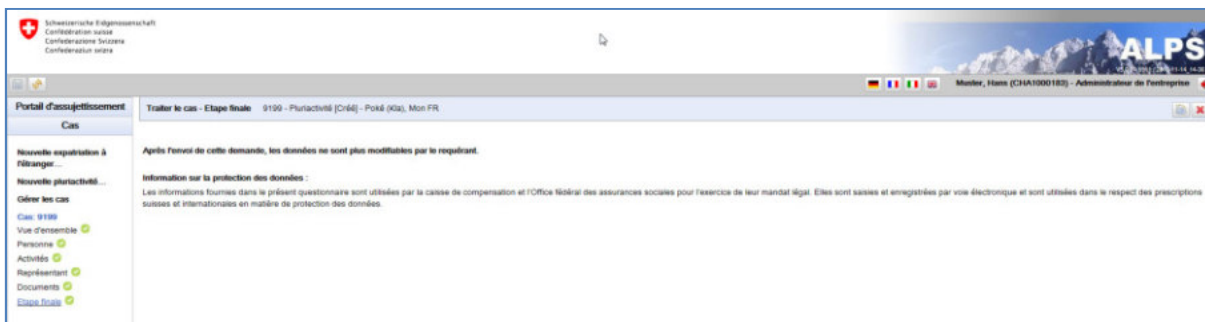 Schweizerische Eidgenossenschaft
Confédération suisse
Confederazione Svizzera
Confederaziun svizra
ALPS
Muster, Hans (CHA1000183) - Administrateur de l'entreprise
Portail d'assujettissement
Traiter le cas - Etape finale 9199 - Pluriactivité [Créé] - Poké (Kla), Mon FR
Cas
Nouvelle expatriation à
l'étranger...
Nouvelle pluriactivité...
Gérer les cas
Cas: 9199
Vue d'ensemble
Personne
Activités
Représentant
Documents
Etape finale
Après l'envoi de cette demande, les données ne sont plus modifiables par le requérant.
Information sur la protection des données :
Les informations fournies dans le présent questionnaire sont utilisées par la caisse de compensation et l'Office fédéral des assurances sociales pour l'exercice de leur mandat légal. Elles sont saisies et enregistrées par voie électronique et sont utilisées dans le respect des prescriptions
suisses et internationales en matière de protection des données.